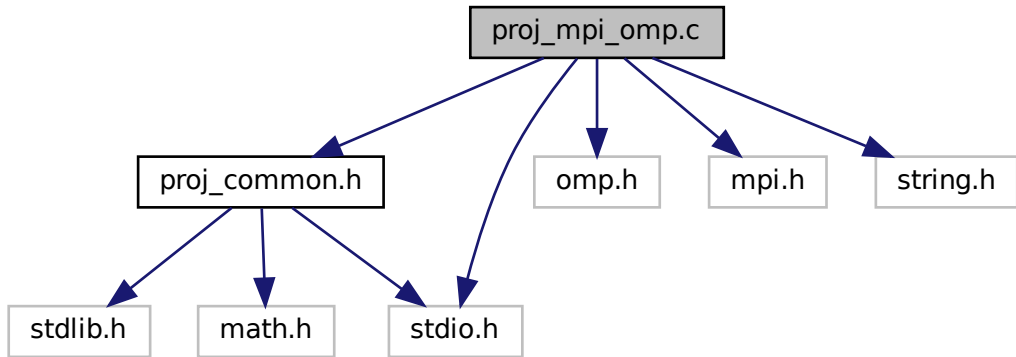 proj_mpi_omp.c
proj_common.h
omp.h
mpi.h
string.h
stdlib.h
math.h
stdio.h